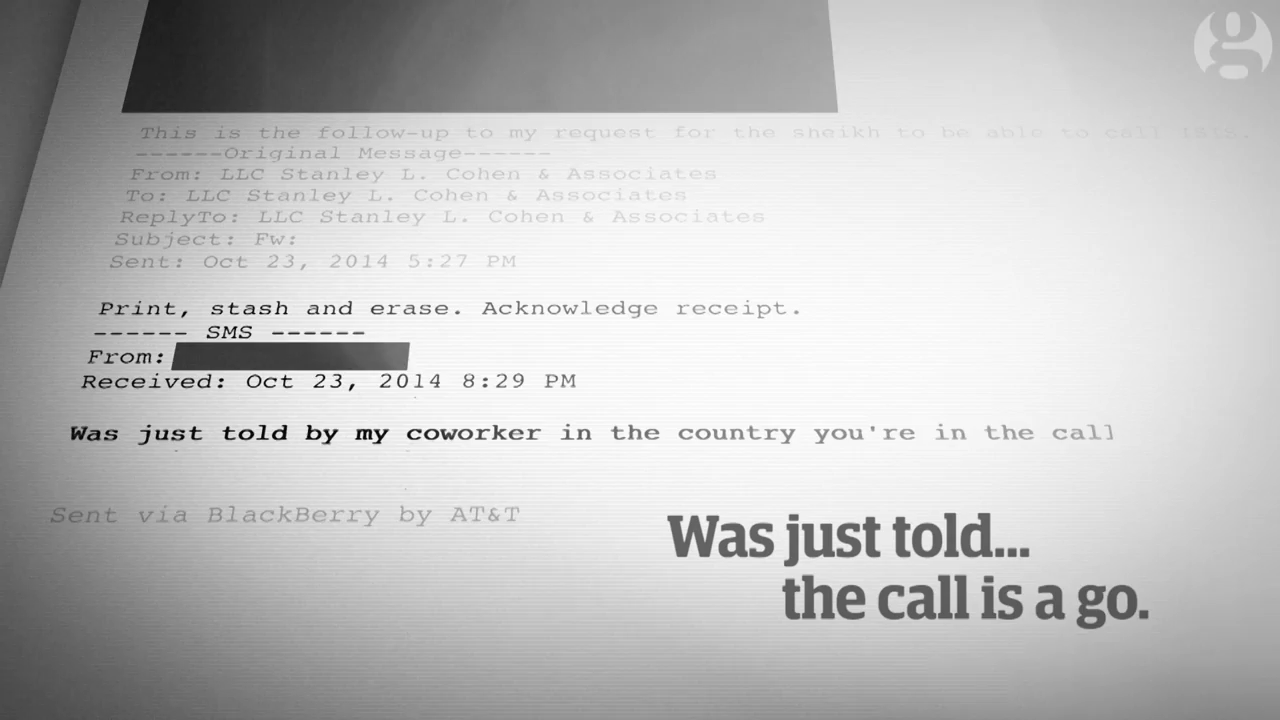 This is the follow-up to my request for the sheikh to be able to call ISIS.
------Original Message------
From: LLC Stanley L. Cohen & Associates
To: LLC Stanley L. Cohen & Associates
ReplyTo: LLC Stanley L. Cohen & Associates
Subject: Fw:
Sent: Oct 23, 2014 5:27 PM
Print, stash and erase. Acknowledge receipt.
------ SMS ------
From:
Received: Oct 23, 2014 8:29 PM
Was just told by my coworker in the country you're in the call
Sent via BlackBerry by AT&T
Was just told...
the call is a go.
g